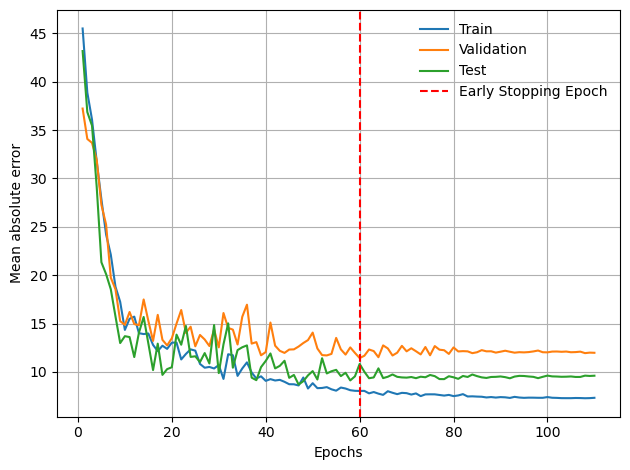 45
40
35
30
25
20
15
10
0
20
40
60
80
100
Mean absolute error
Epochs
Train
Validation
Test
Early Stopping Epoch